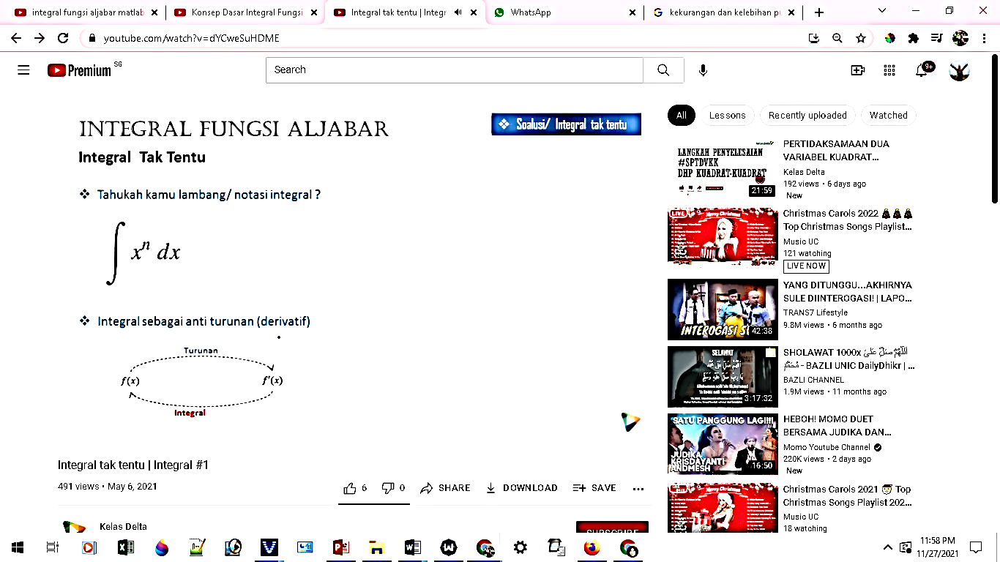 integral fungsi aljabar matlab
Konsep Dasar Integral Fungsi
Integral tak tentu | Integr
WhatsApp
kekurangan dan kelebihan pu
youtube.com/watch?v=dYCweSuHDME
Premium SG
Search
9+
INTEGRAL FUNGSI ALJABAR
❖ Soalusi/ Integral tak tentu
Integral Tak Tentu
❖ Tahukah kamu lambang/ notasi integral ?
∫ xⁿ dx
❖ Integral sebagai anti turunan (derivatif)
Turunan
f(x) f'(x)
Integral
Integral tak tentu | Integral #1
491 views • May 6, 2021
6 0 SHARE DOWNLOAD SAVE ...
Kelas Delta
SUBSCRIBE
All Lessons Recently uploaded Watched
LANGKAH PENYELESAIAN
#SPTDVKK
DHP KUADRAT-KUADRAT
21:59
PERTIDAKSAMAAN DUA
VARIABEL KUADRAT...
Kelas Delta
192 views • 6 days ago
New
LIVE
Merry Christmas
Christmas Carols 2022 🎄🎄🎄
Top Christmas Songs Playlist...
Music UC
121 watching
LIVE NOW
INTEROGASI
42:38
YANG DITUNGGU...AKHIRNYA
SULE DIINTEROGASI! | LAPO...
TRANS7 Lifestyle
9.8M views • 6 months ago
SELAWAT
3:17:32
SHOLAWAT 1000x اَللّٰهُمَّ صَلِّ عَلَىٰ
مُحَمَّدٍ - BAZLI UNIC DailyDhikr | ...
BAZLI CHANNEL
1.9M views • 11 months ago
SATU PANGGUNG LAGI!!!!
JUDIKA
KRISDAYANTI
ANDMESH
16:50
HEBOH! MOMO DUET
BERSAMA JUDIKA DAN...
Momo Youtube Channel
220K views • 2 days ago
New
Merry Christmas
Christmas Carols 2021 🎅 Top
Christmas Songs Playlist 202...
Music UC
18 watching
11:58 PM
11/27/2021